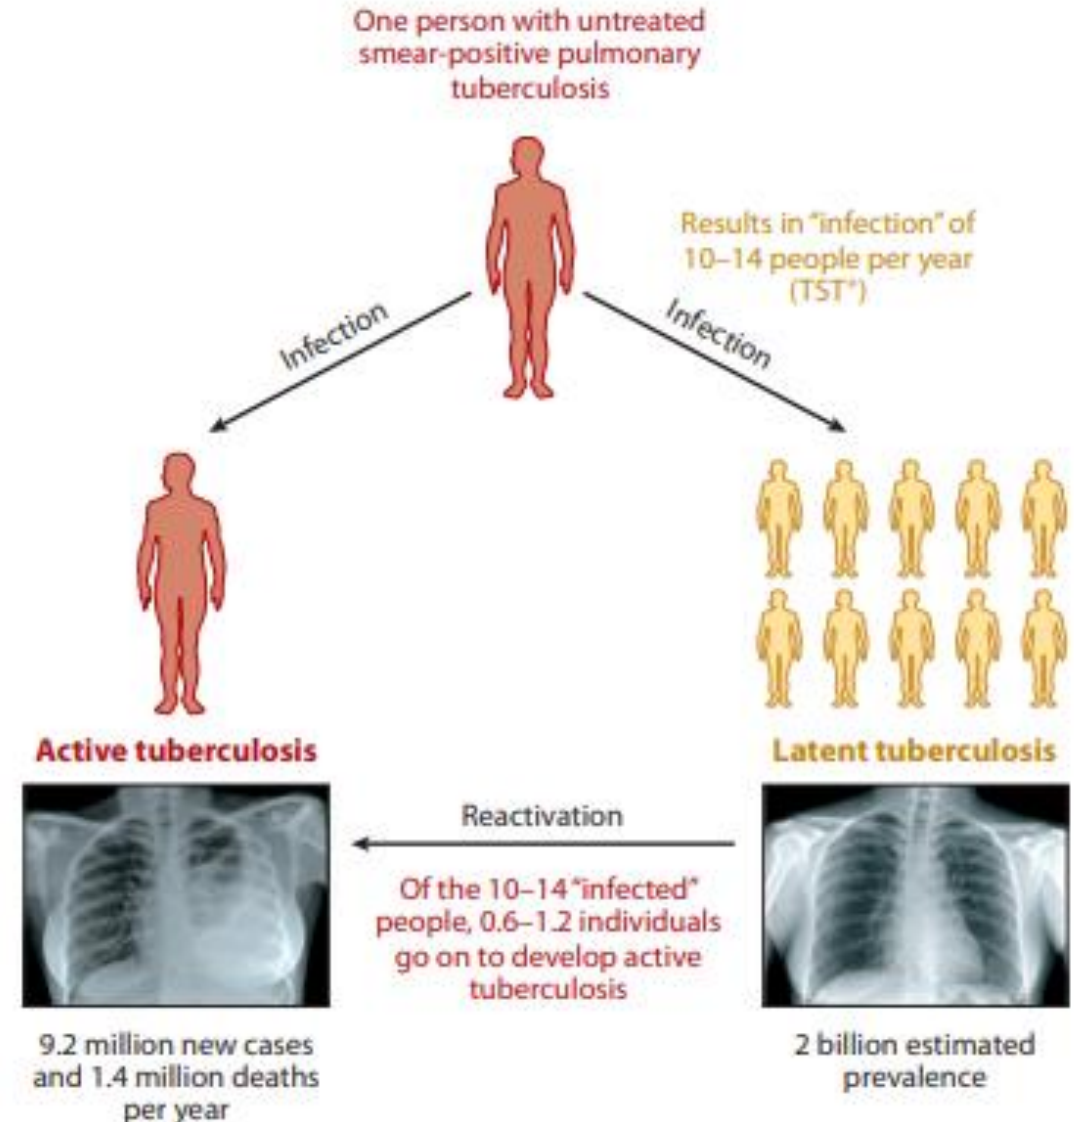 One person with untreated
smear-positive pulmonary
tuberculosis
Results in "infection" of
10–14 people per year
(TST⁺)
Infection
Infection
Active tuberculosis
Latent tuberculosis
Reactivation
Of the 10–14 "infected"
people, 0.6–1.2 individuals
go on to develop active
tuberculosis
9.2 million new cases
and 1.4 million deaths
per year
2 billion estimated
prevalence